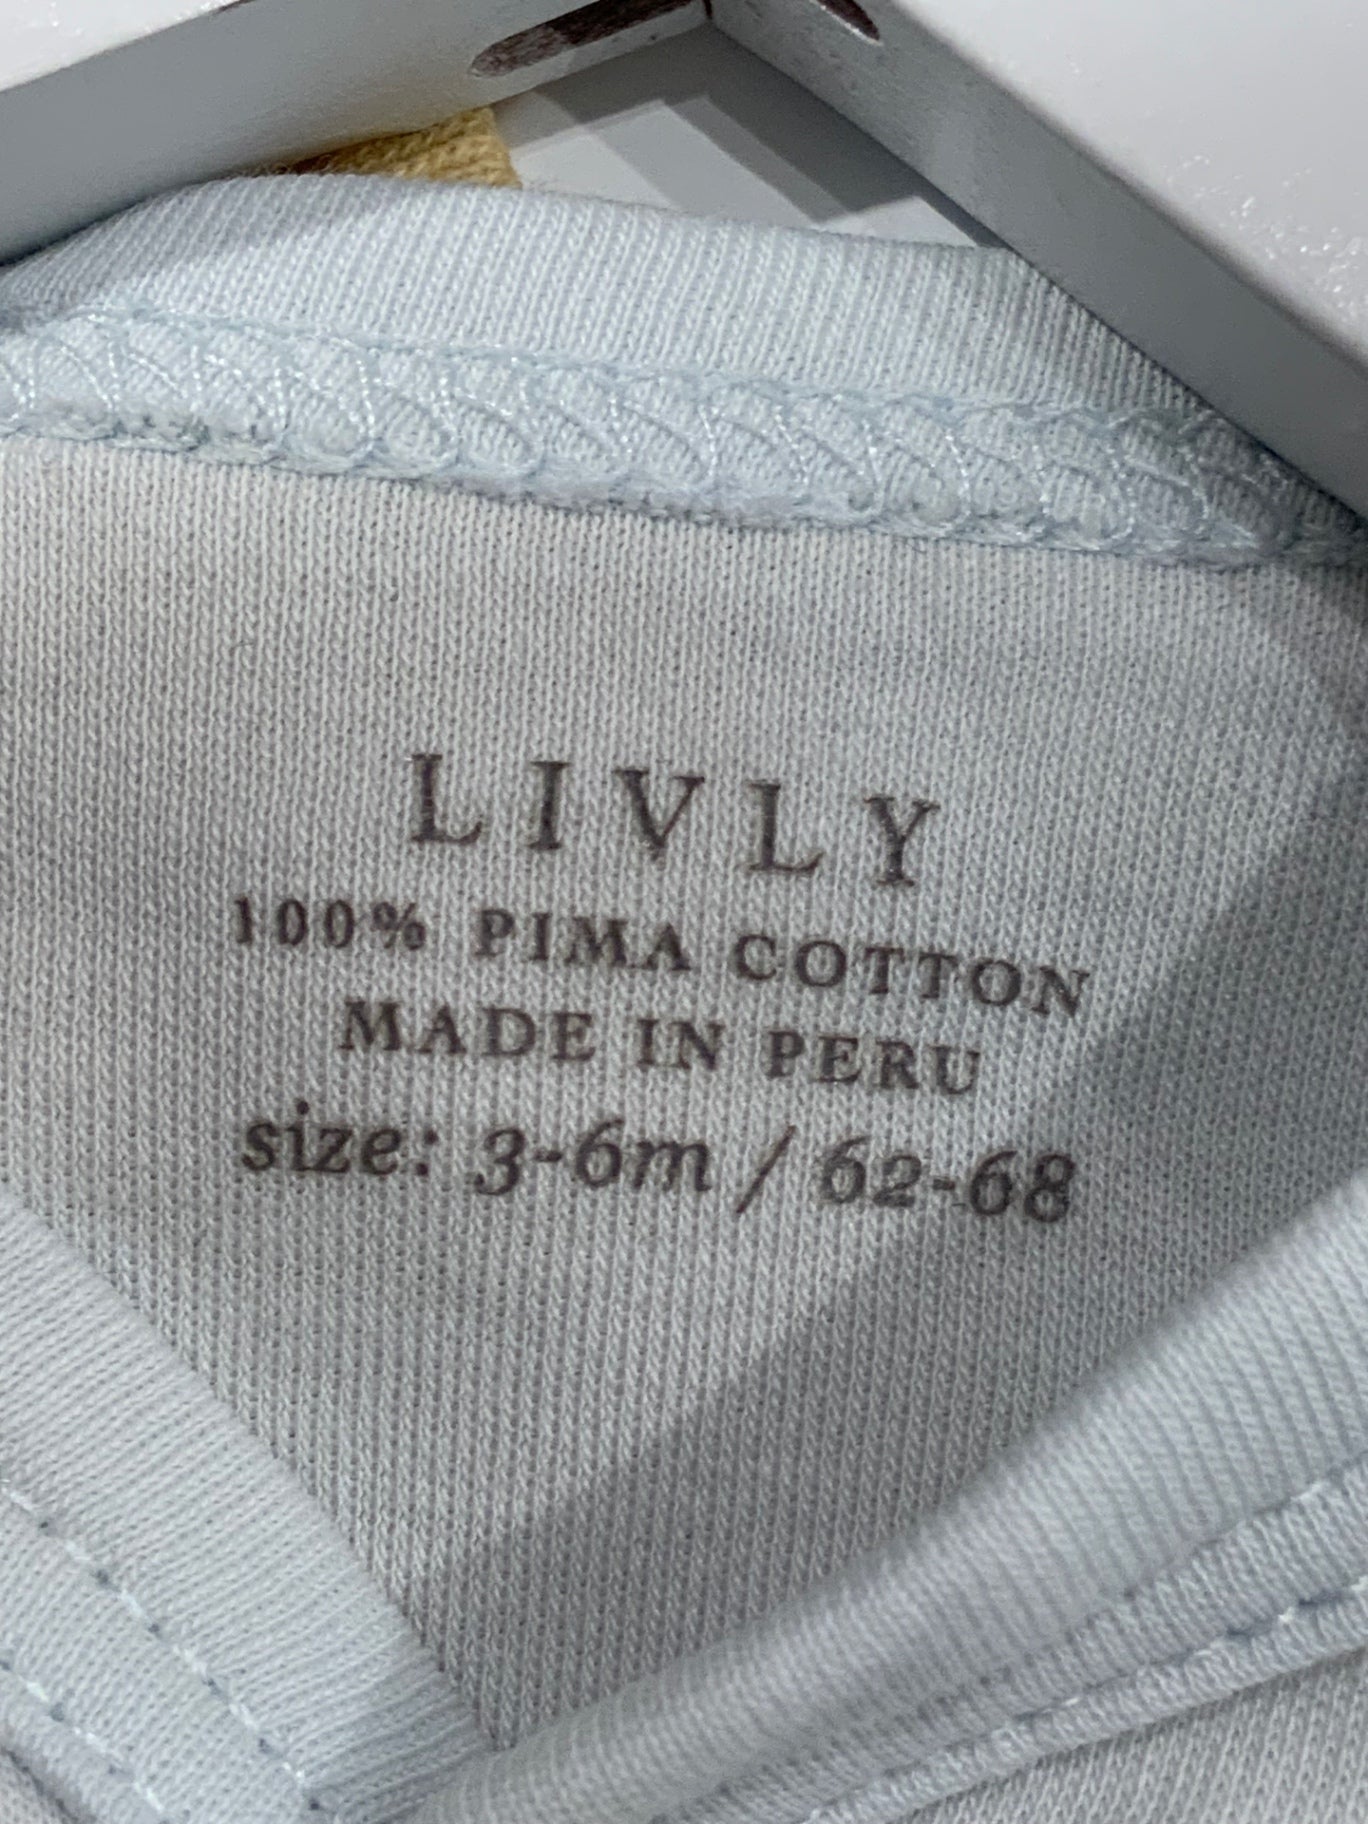 LIVLY
100% PIMA COTTON
MADE IN PERU
size: 3-6m / 62-68